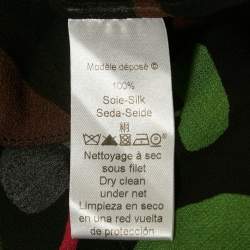 Modèle déposé ©
100%
Soie-Silk
Seda-Seide
絹
Nettoyage à sec
sous filet
Dry clean
under net
Limpieza en seco
en una red vuelta
de protección